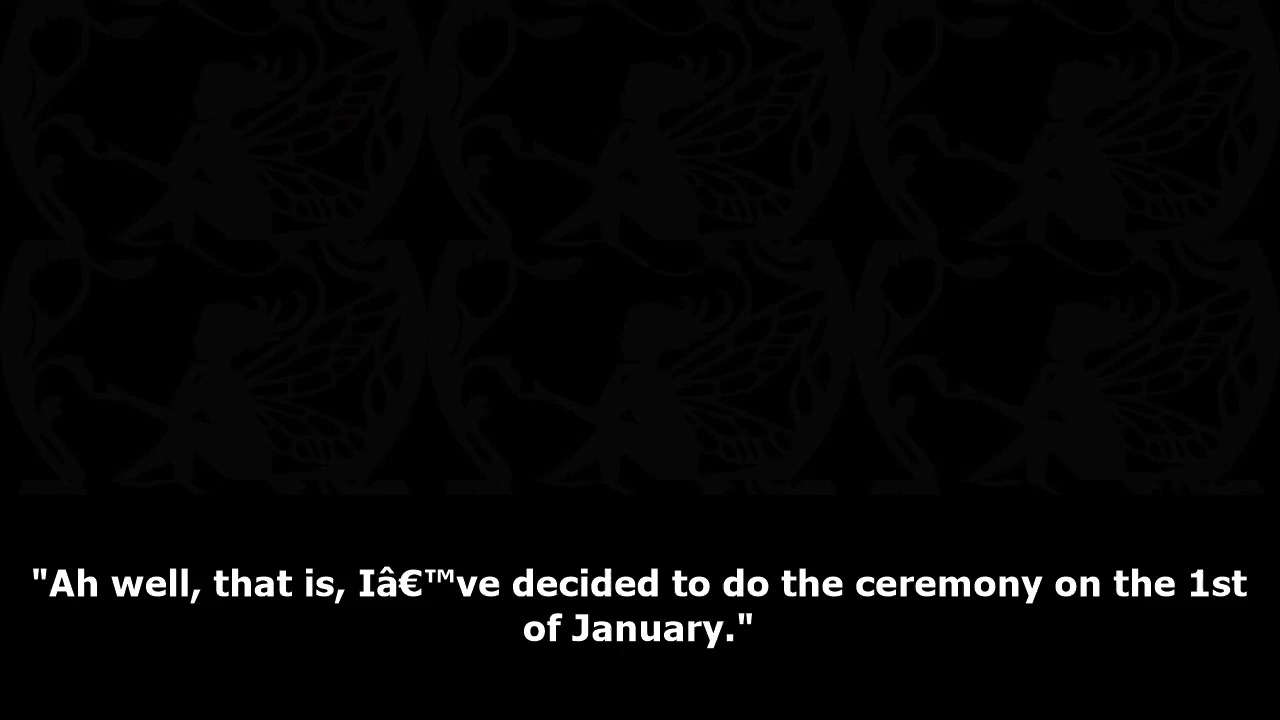 "Ah well, that is, Iâ€™ve decided to do the ceremony on the 1st
of January."